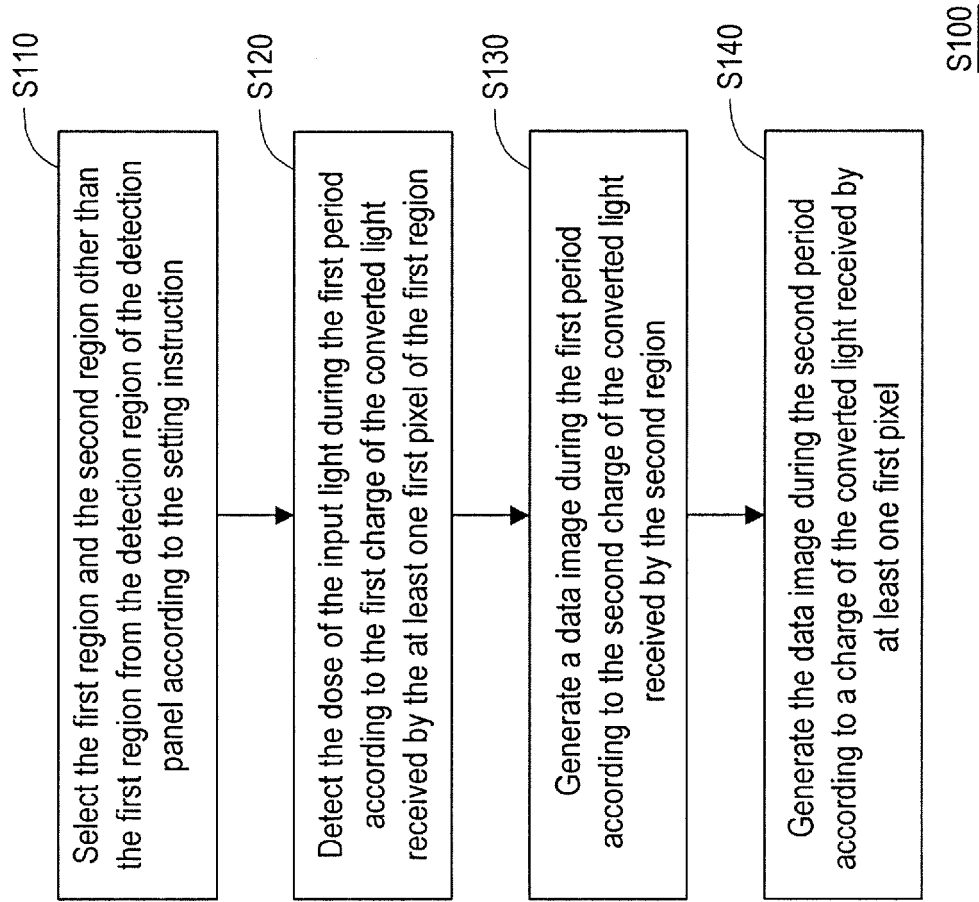 S110
Select the first region and the second region other than
the first region from the detection region of the detection
panel according to the setting instruction
S120
Detect the dose of the input light during the first period
according to the first charge of the converted light
received by the at least one first pixel of the first region
S130
Generate a data image during the first period
according to the second charge of the converted light
received by the second region
S140
Generate the data image during the second period
according to a charge of the converted light received by
at least one first pixel
S100